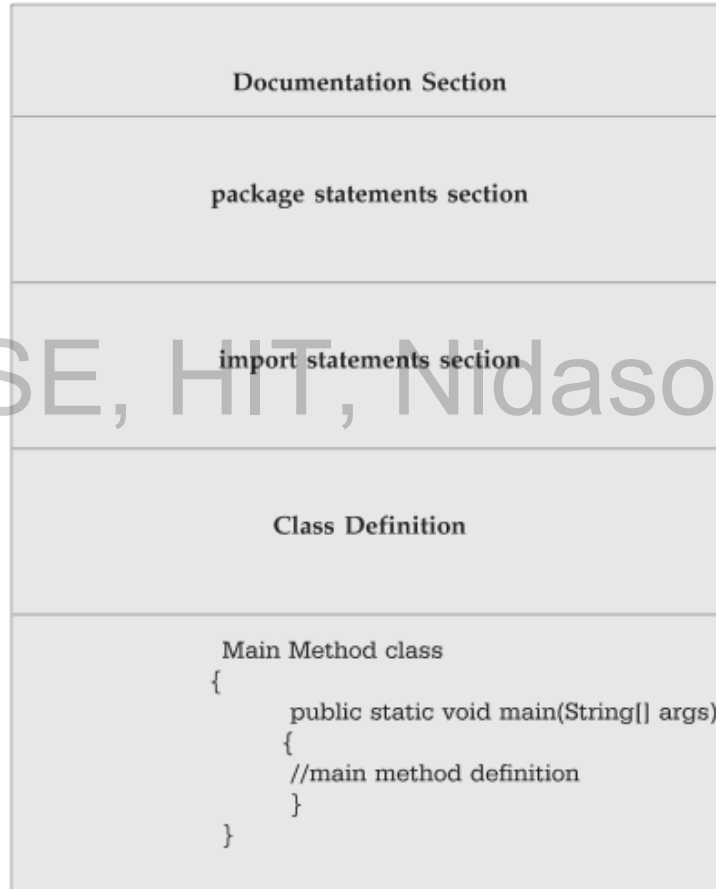 Documentation Section
package statements section
import statements section
SE, HIT, Nidaso
Class Definition
Main Method class
{
public static void main(String[] args)
{
//main method definition
}
}